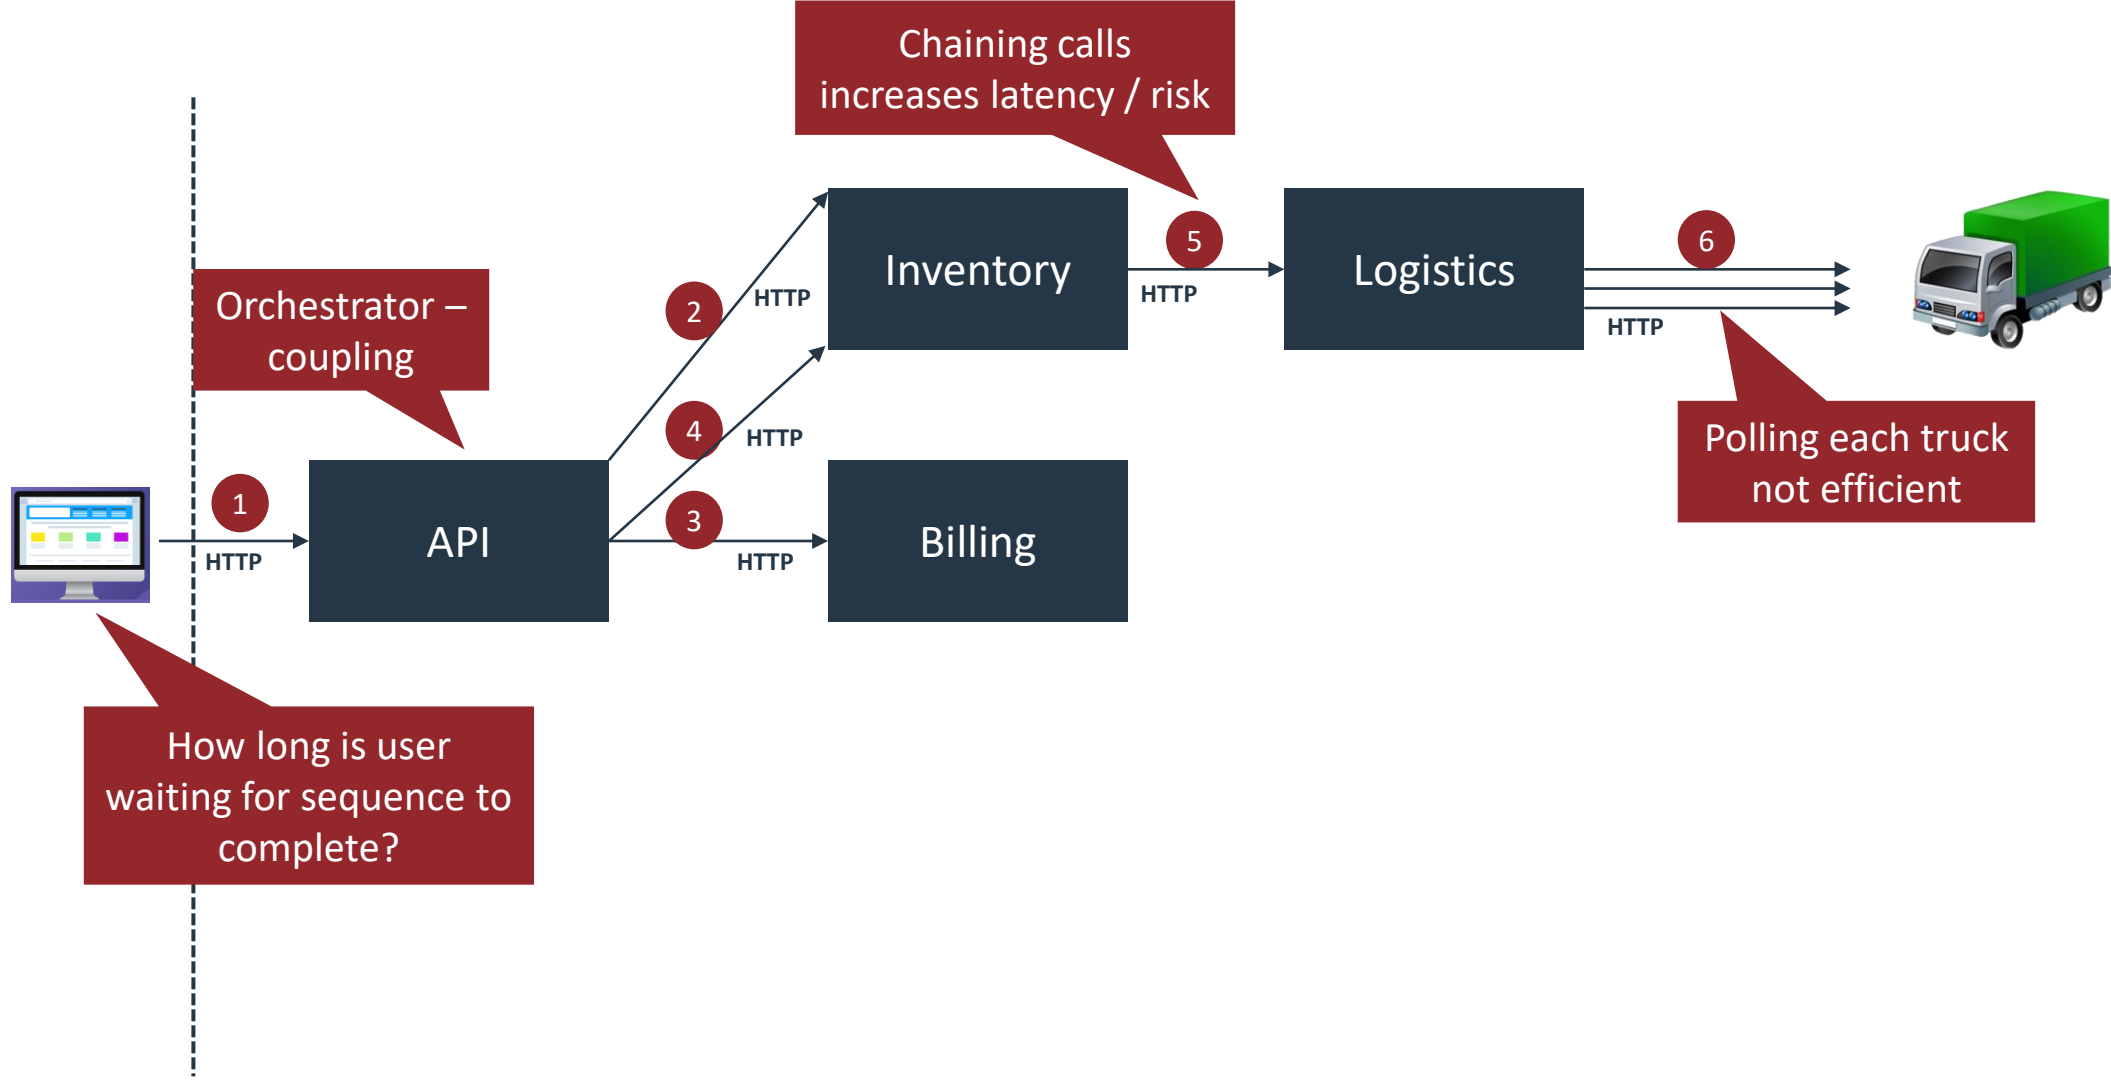 Chaining calls
increases latency / risk
5
6
Inventory
Logistics
HTTP
HTTP
HTTP
2
Orchestrator –
coupling
4
HTTP
Polling each truck
not efficient
1
HTTP
API
3
HTTP
Billing
How long is user
waiting for sequence to
complete?